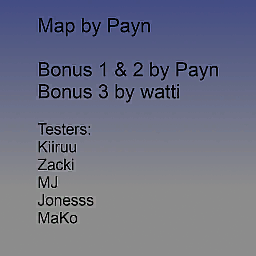 Map by Payn
Bonus 1 & 2 by Payn
Bonus 3 by watti
Testers:
Kiiruu
Zacki
MJ
Jonesss
MaKo